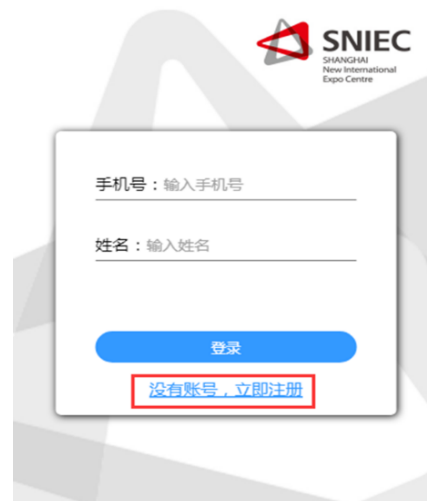 SNIEC
SHANGHAI
New International
Expo Centre
手机号：输入手机号
姓名：输入姓名
登录
没有账号，立即注册